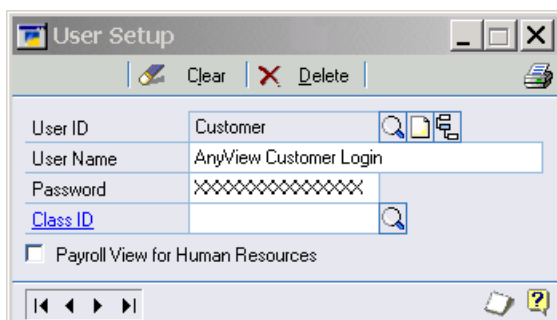 User Setup
Clear Delete
User ID Customer
User Name AnyView Customer Login
Password XXXXXXXXXXXXXXX
Class ID
Payroll View for Human Resources